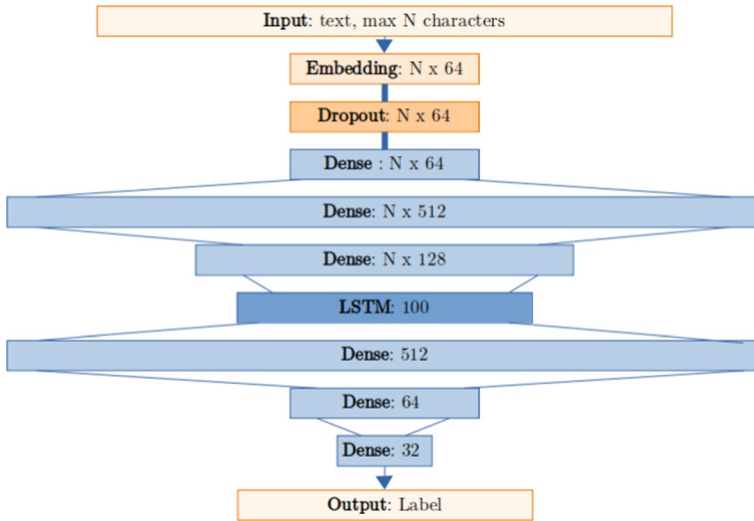 Input: text, max N characters
Embedding: N x 64
Dropout: N x 64
Dense : N x 64
Dense: N x 512
Dense: N x 128
LSTM: 100
Dense: 512
Dense: 64
Dense: 32
Output: Label